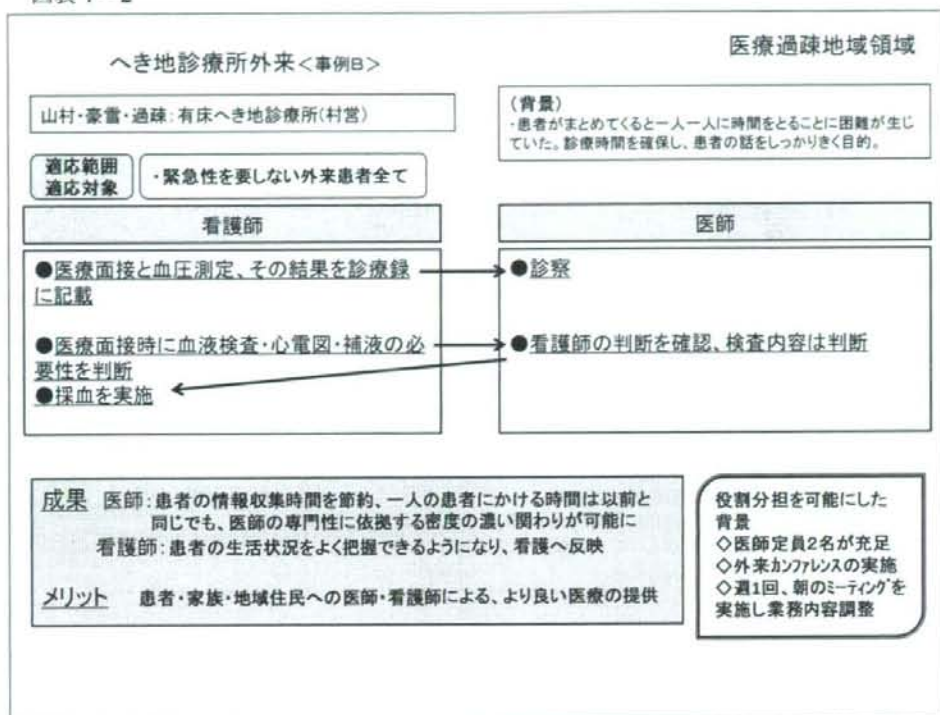 医療過疎地域領域
へき地診療所外来<事例B>
山村・豪雪・過疎:有床へき地診療所(村営)
(背景)
・患者がまとめてくると一人一人に時間をとることに困難が生じ
ていた。診療時間を確保し、患者の話をしっかりきく目的。
適応範囲
適応対象
・緊急性を要しない外来患者全て
看護師
医師
●医療面接と血圧測定、その結果を診療録
に記載
●診察
●医療面接時に血液検査・心電図・補液の必
要性を判断
●看護師の判断を確認、検査内容は判断
●採血を実施
成果 医師:患者の情報収集時間を節約、一人の患者にかける時間は以前と
同じでも、医師の専門性に依拠する密度の濃い関わりが可能に
看護師:患者の生活状況をよく把握できるようになり、看護へ反映
メリット 患者・家族・地域住民への医師・看護師による、より良い医療の提供
役割分担を可能にした
背景
◇医師定員2名が充足
◇外来カンファレンスの実施
◇週1回、朝のミーティングを
実施し業務内容調整